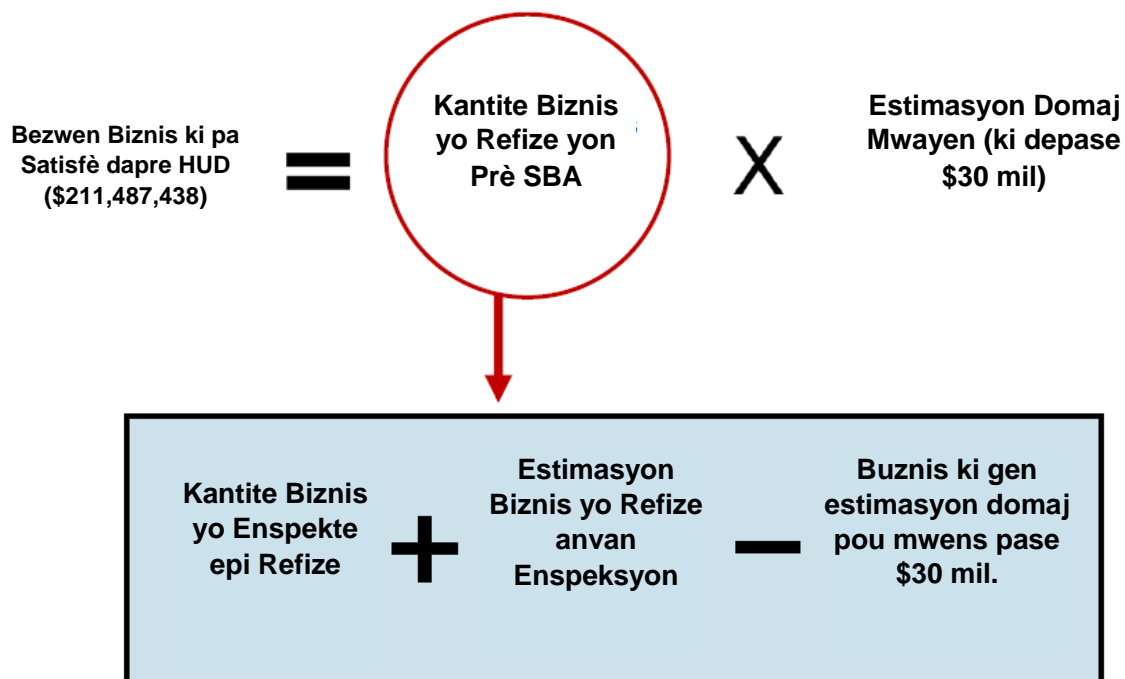 Bezwen Biznis ki pa
Satisfè dapre HUD
($211,487,438)
=
Kantite Biznis
yo Refize yon
Prè SBA
X
Estimasyon Domaj
Mwayen (ki depase
$30 mil)
Kantite Biznis
yo Enspekte
epi Refize
+
Estimasyon
Biznis yo Refize
anvan
Enspeksyon
−
Buznis ki gen
estimasyon domaj
pou mwens pase
$30 mil.